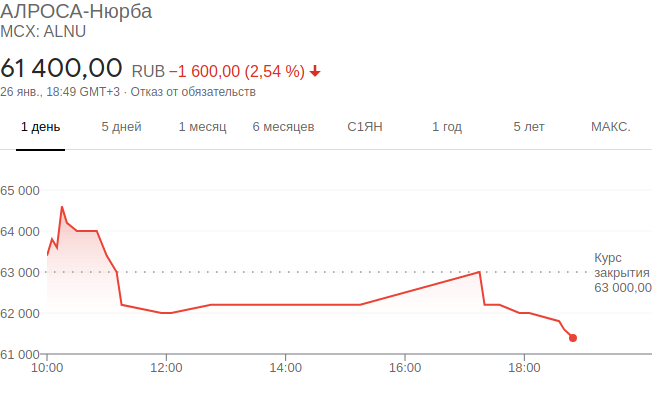 АЛРОСА-Нюрба
MCX: ALNU
61 400,00 RUB −1 600,00 (2,54 %)
26 янв., 18:49 GMT+3 · Отказ от обязательств
1 день 5 дней 1 месяц 6 месяцев С1ЯН 1 год 5 лет МАКС.
65 000
64 000
63 000
62 000
61 000
Курс
закрытия
63 000,00
10:00 12:00 14:00 16:00 18:00